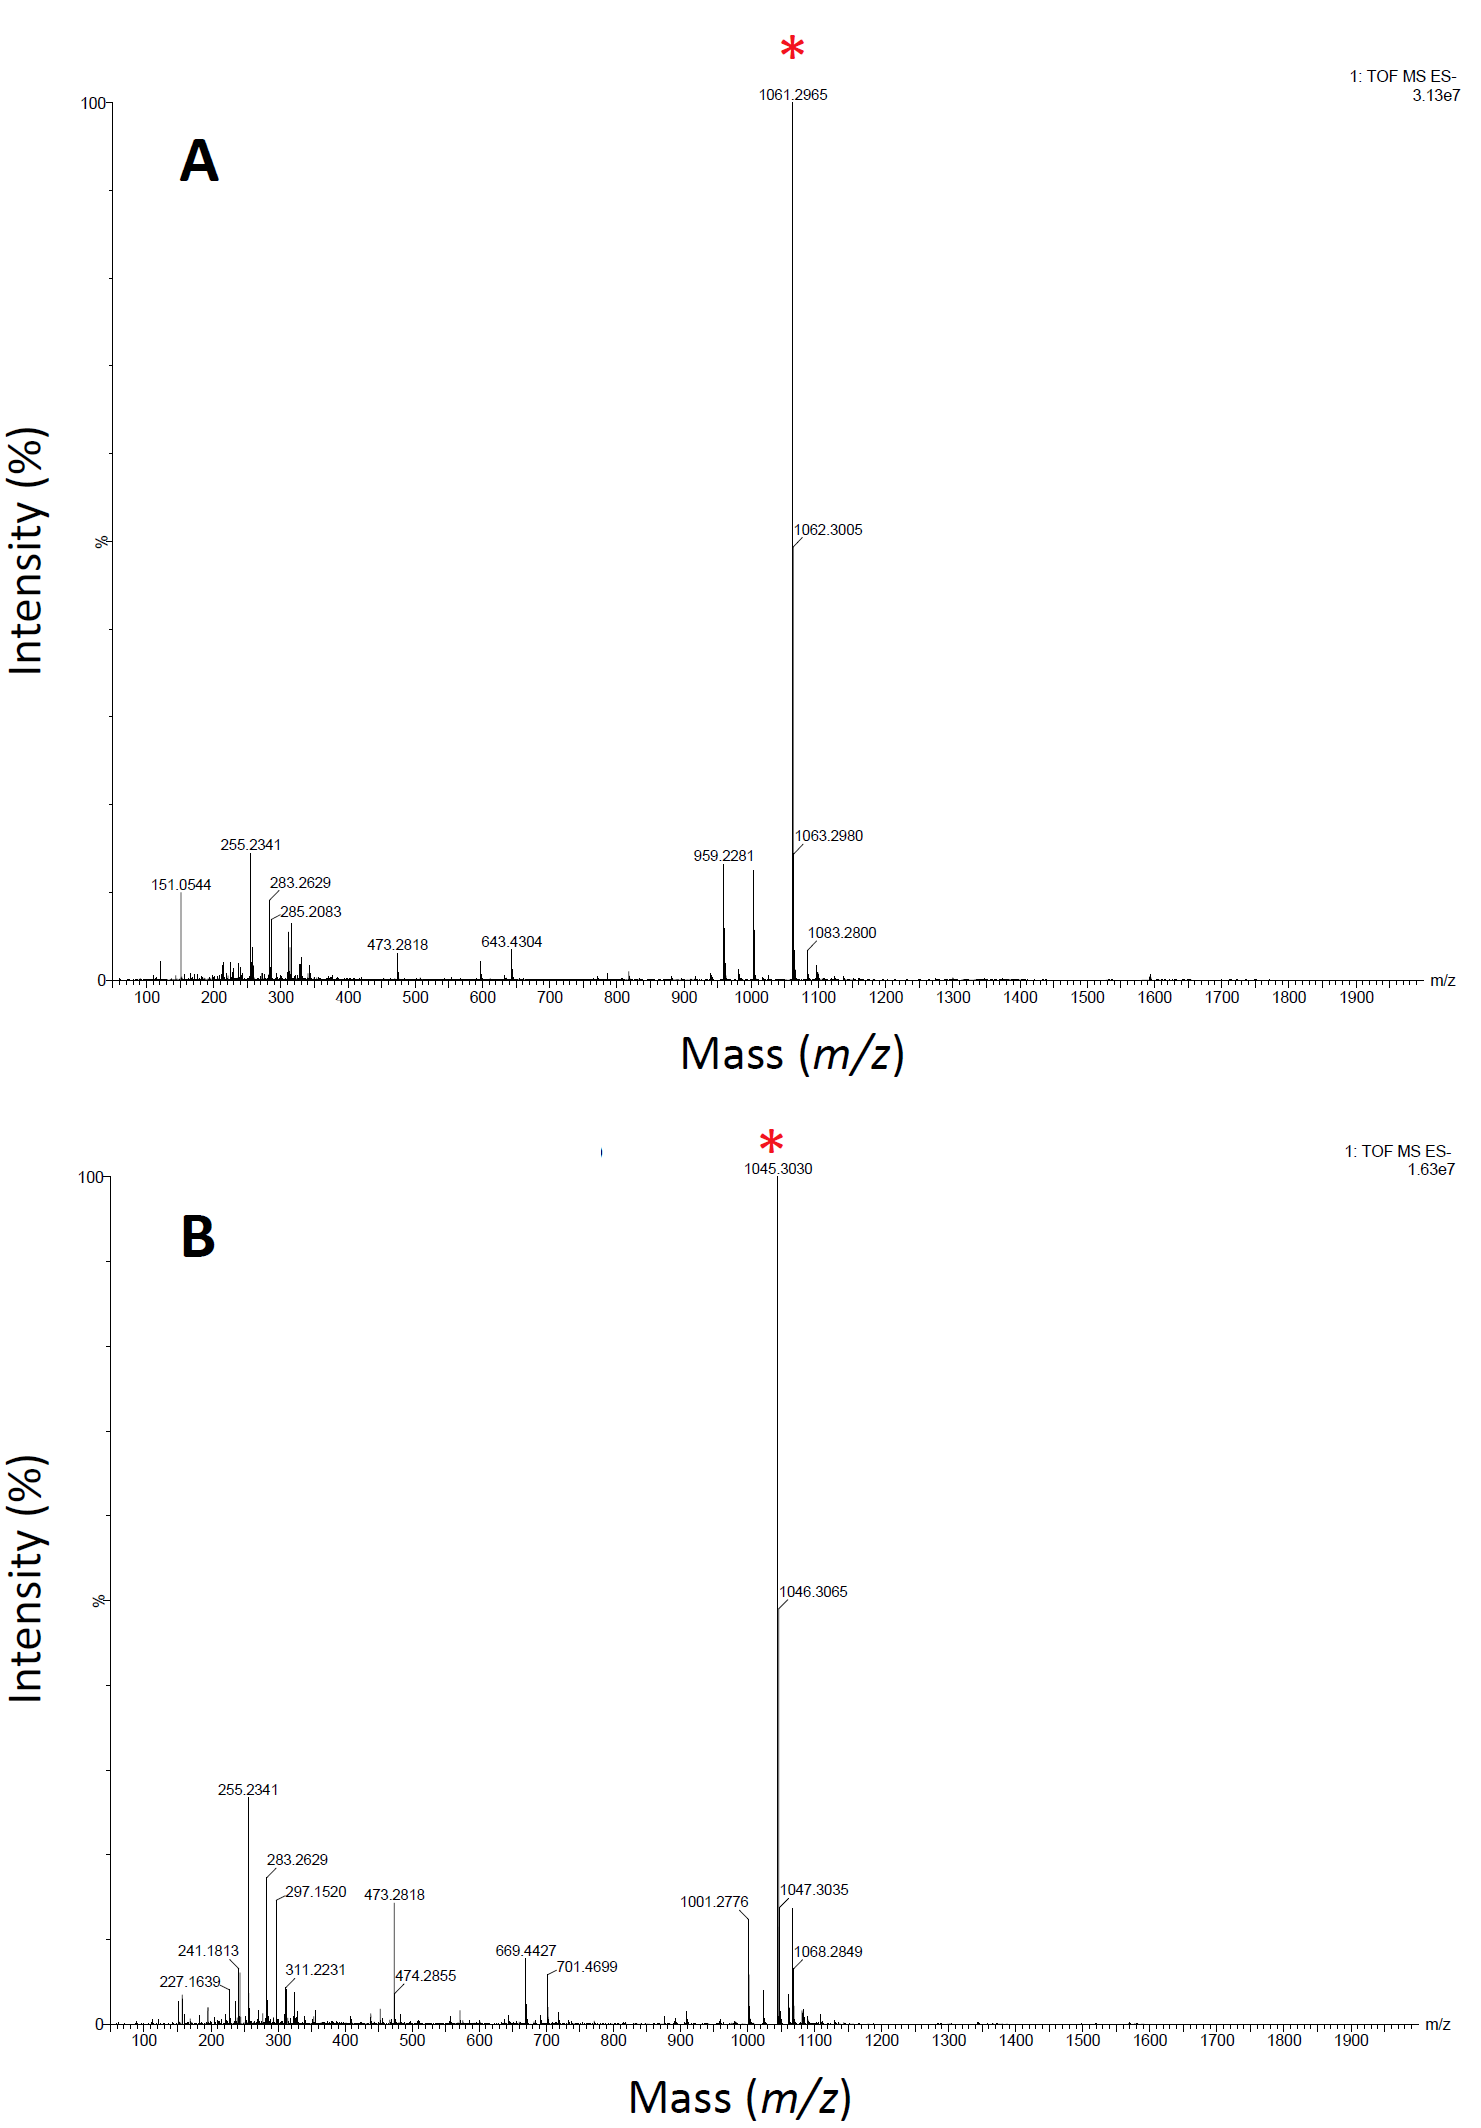 *
1061.2965
1: TOF MS ES-
3.13e7
100
A
Intensity (%)
%
1062.3005
1063.2980
255.2341
959.2281
151.0544
283.2629
285.2083
473.2818
643.4304
1083.2800
0
100 200 300 400 500 600 700 800 900 1000 1100 1200 1300 1400 1500 1600 1700 1800 1900
m/z
Mass (m/z)
*
1045.3030
1: TOF MS ES-
1.63e7
100
B
Intensity (%)
%
1046.3065
255.2341
283.2629
297.1520
473.2818
1047.3035
1001.2776
241.1813
669.4427
1068.2849
227.1639
311.2231
474.2855
701.4699
0
100 200 300 400 500 600 700 800 900 1000 1100 1200 1300 1400 1500 1600 1700 1800 1900
m/z
Mass (m/z)